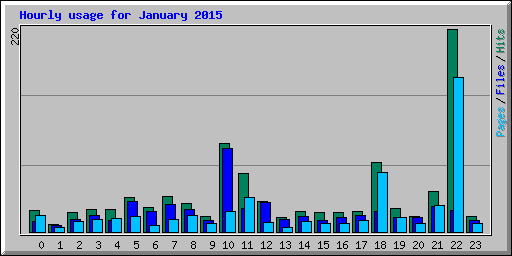 Hourly usage for January 2015
220
Pages / Files / Hits
0 1 2 3 4 5 6 7 8 9 10 11 12 13 14 15 16 17 18 19 20 21 22 23